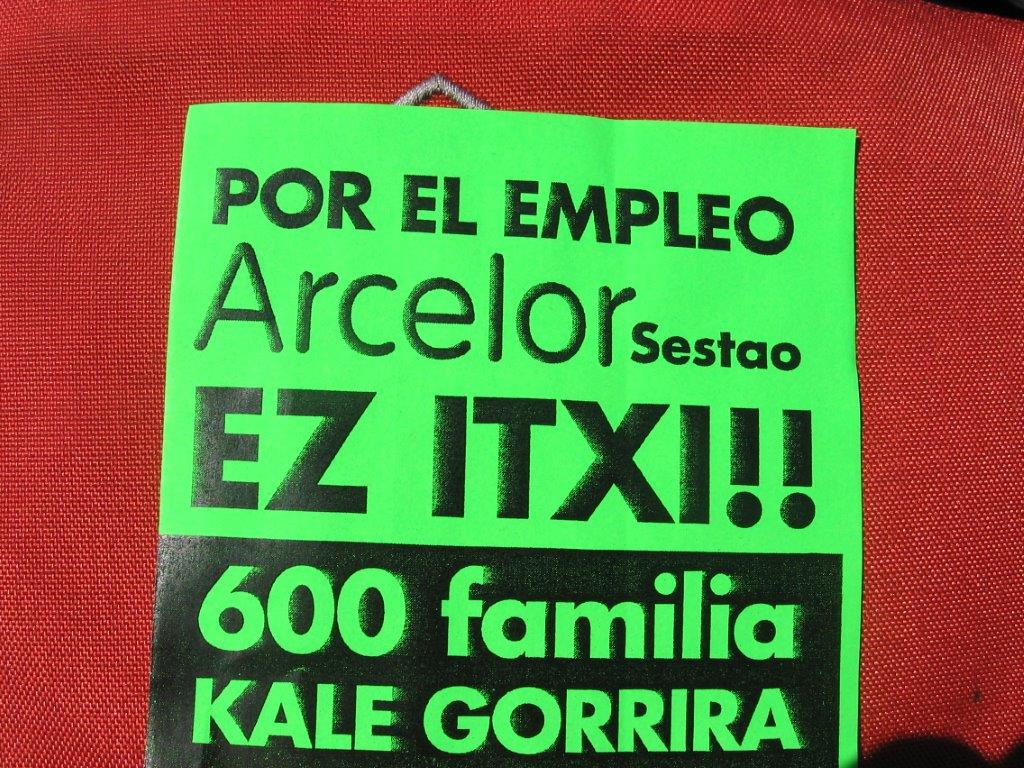 POR EL EMPLEO
Arcelor Sestao
EZ ITXI!!
600 familia
KALE GORRIRA